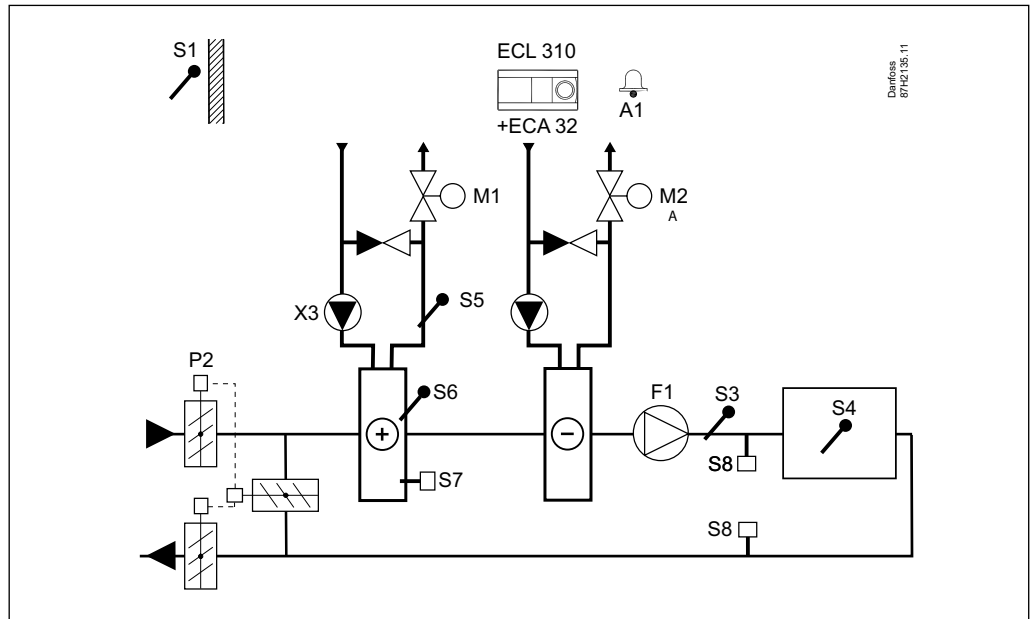 S1
ECL 310
+ECA 32
A1
Danfoss
87H2135.11
M1
M2
A
X3
S5
P2
S6
F1
S3
S4
+
−
S8
S7
S8